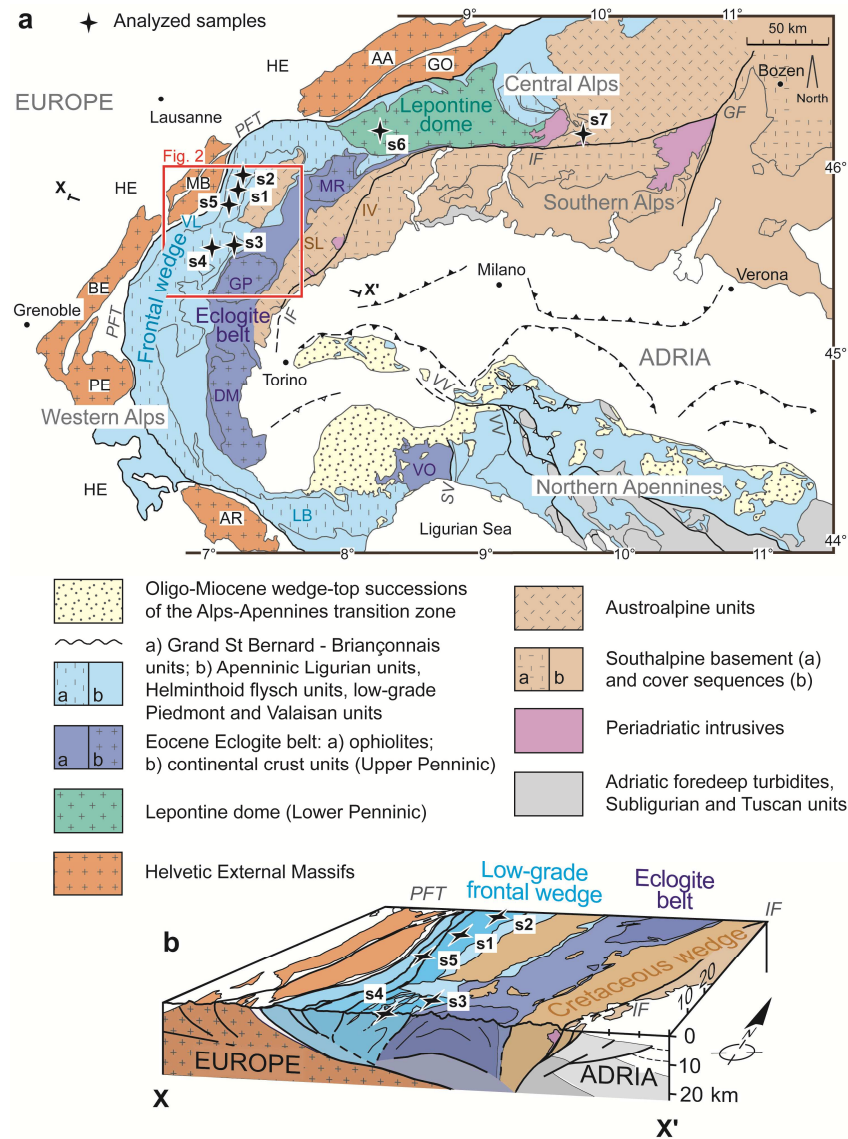 a
Analyzed samples
9°
10°
11°
50 km
HE
AA
GO
Central Alps
Bozen
North
EUROPE
Lausanne
PFT
Lepontine
dome
s7
GF
s6
IF
46°
Fig. 2
X
HE
MB
s2
s1
s5
MR
IV
Southern Alps
VL
SL
s3
s4
Frontal wedge
GP
X'
Milano
Verona
BE
Grenoble
PFT
Eclogite
belt
IF
ADRIA
45°
Torino
PE
VV
DM
Western Alps
VV
VO
SV
Northern Apennines
HE
AR
LB
Ligurian Sea
7°
8°
9°
10°
11°
44°
Oligo-Miocene wedge-top successions
of the Alps-Apennines transition zone
a) Grand St Bernard - Briançonnais
units; b) Apenninic Ligurian units,
Helminthoid flysch units, low-grade
Piedmont and Valaisan units
a b
Eocene Eclogite belt: a) ophiolites;
b) continental crust units (Upper Penninic)
a b
Lepontine dome (Lower Penninic)
Helvetic External Massifs
Austroalpine units
Southalpine basement (a)
and cover sequences (b)
a b
Periadriatic intrusives
Adriatic foredeep turbidites,
Subligurian and Tuscan units
b
PFT
Low-grade
frontal wedge
Eclogite
belt
IF
s2
s1
s5
s4
s3
Cretaceous wedge
20
10
IF
N
0
10
20 km
EUROPE
ADRIA
X
X'